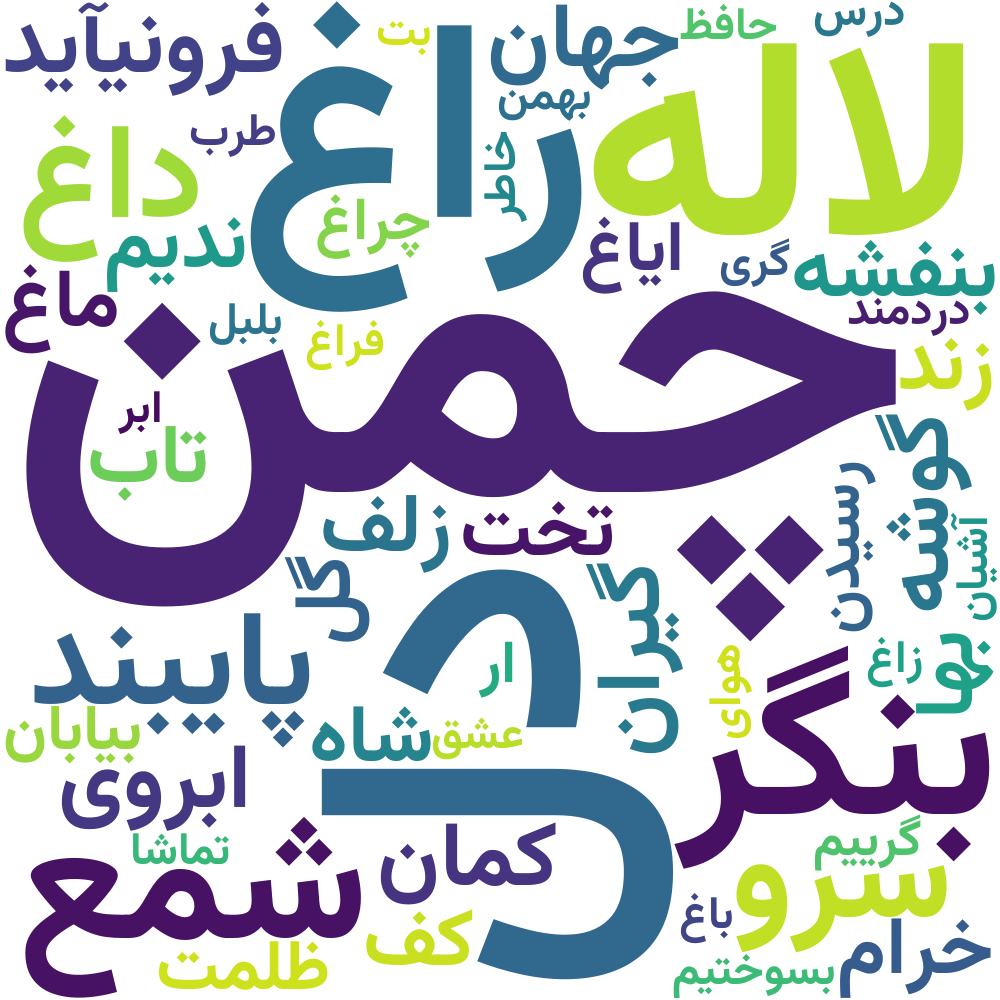 فرونیآید
بت
جهان
حافظ
درس
لاله
راغ
طرب
بهمن
خاطر
داغ
چراغ
ندیم
ایاغ
گری
بنفشه
ماغ
بلبل
فراغ
دردمند
زند
چمن
ابر
تاب
زلف
تخت
رسیدن
گوشه
آشیان
گل
دل
گیران
هوای
زاغ
بها
پایبند
ار
شاه
عشق
بنگر
بیابان
ابروی
تماشا
شمع
کمان
گرییم
سرو
کف
باغ
خرام
ظلمت
بسوختیم